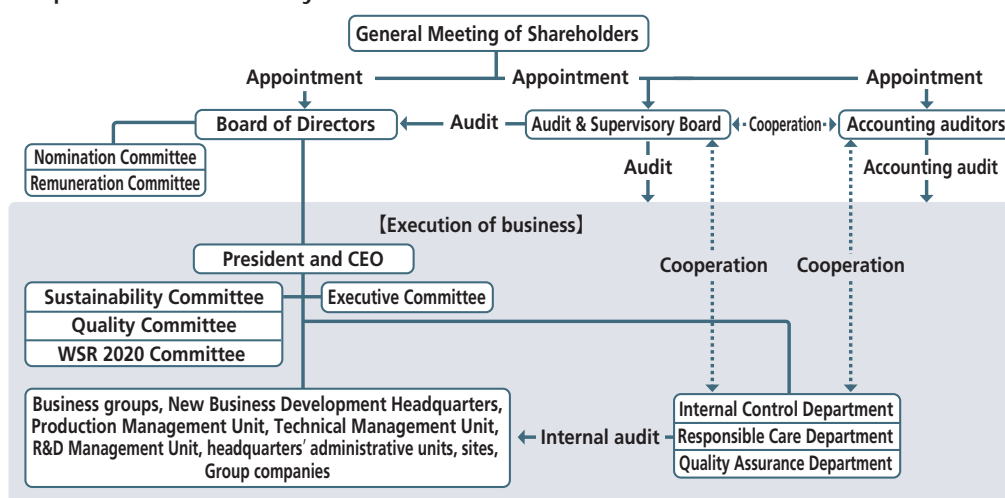 General Meeting of Shareholders
Appointment
Appointment
Appointment
Board of Directors
Audit
Audit & Supervisory Board
Cooperation
Accounting auditors
Nomination Committee
Remuneration Committee
Audit
Accounting audit
【Execution of business】
President and CEO
Cooperation
Cooperation
Sustainability Committee
Executive Committee
Quality Committee
WSR 2020 Committee
Business groups, New Business Development Headquarters,
Production Management Unit, Technical Management Unit,
R&D Management Unit, headquarters' administrative units, sites,
Group companies
Internal audit
Internal Control Department
Responsible Care Department
Quality Assurance Department